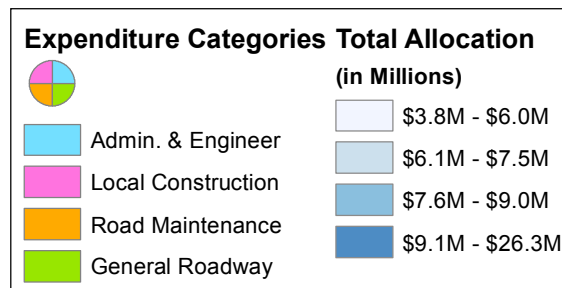 Expenditure Categories
Admin. & Engineer
Local Construction
Road Maintenance
General Roadway
Total Allocation
(in Millions)
$3.8M - $6.0M
$6.1M - $7.5M
$7.6M - $9.0M
$9.1M - $26.3M